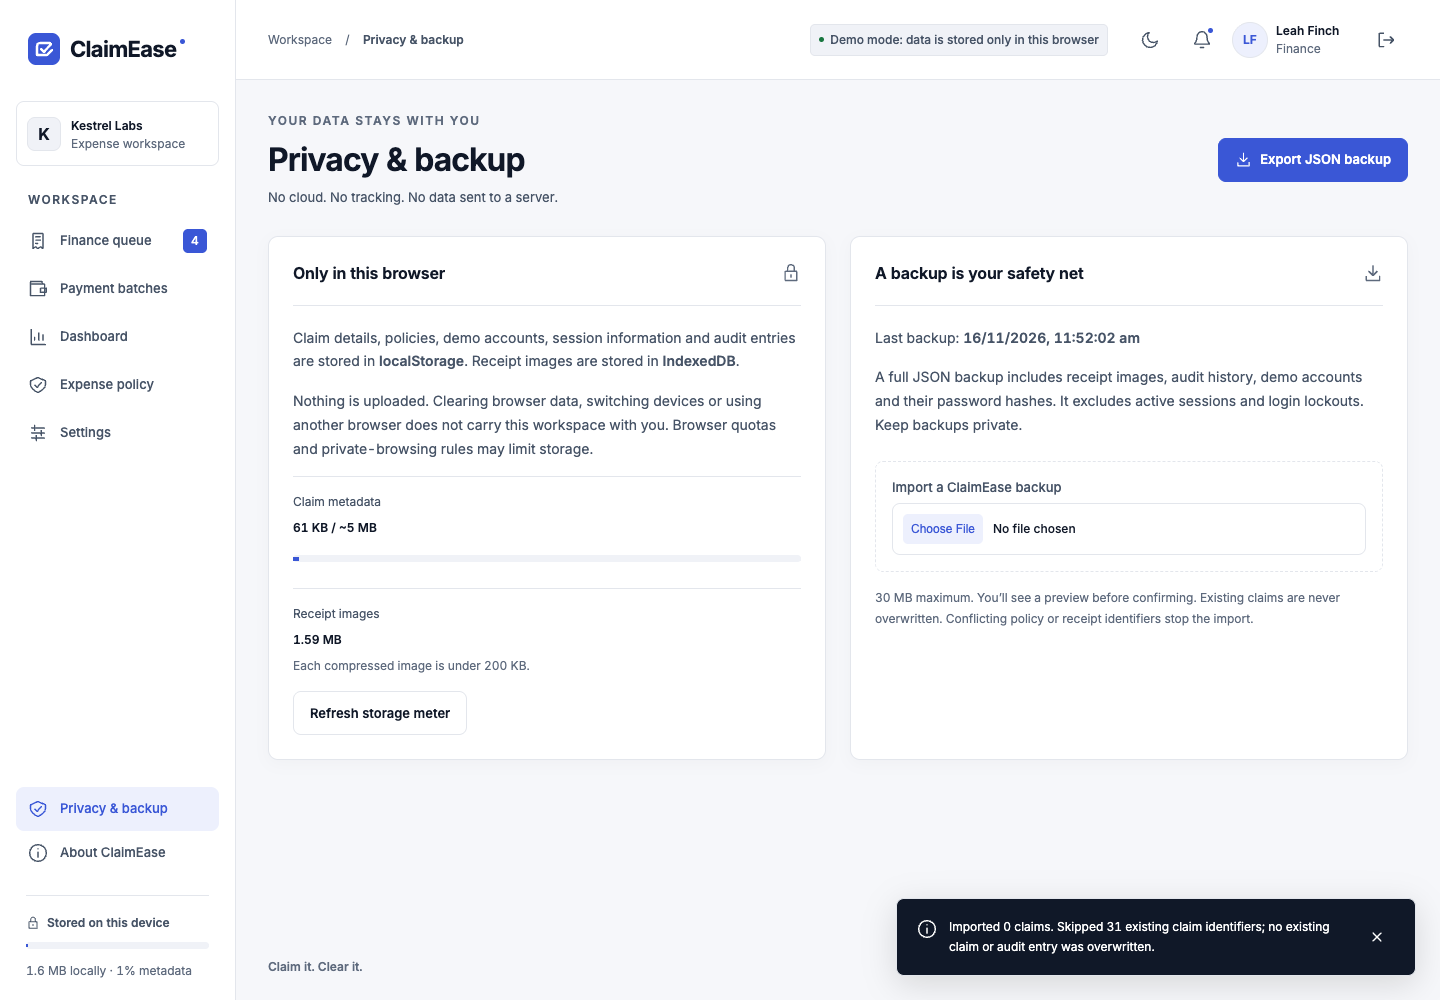 ClaimEase
K
Kestrel Labs
Expense workspace
WORKSPACE
Finance queue
4
Payment batches
Dashboard
Expense policy
Settings
Privacy & backup
About ClaimEase
Stored on this device
1.6 MB locally · 1% metadata
Workspace / Privacy & backup
Demo mode: data is stored only in this browser
LF
Leah Finch
Finance
YOUR DATA STAYS WITH YOU
Privacy & backup
No cloud. No tracking. No data sent to a server.
Export JSON backup
Only in this browser
Claim details, policies, demo accounts, session information and audit entries
are stored in localStorage. Receipt images are stored in IndexedDB.
Nothing is uploaded. Clearing browser data, switching devices or using
another browser does not carry this workspace with you. Browser quotas
and private-browsing rules may limit storage.
Claim metadata
61 KB / ~5 MB
Receipt images
1.59 MB
Each compressed image is under 200 KB.
Refresh storage meter
A backup is your safety net
Last backup: 16/11/2026, 11:52:02 am
A full JSON backup includes receipt images, audit history, demo accounts
and their password hashes. It excludes active sessions and login lockouts.
Keep backups private.
Import a ClaimEase backup
Choose File No file chosen
30 MB maximum. You’ll see a preview before confirming. Existing claims are never
overwritten. Conflicting policy or receipt identifiers stop the import.
Claim it. Clear it.
Imported 0 claims. Skipped 31 existing claim identifiers; no existing
claim or audit entry was overwritten.